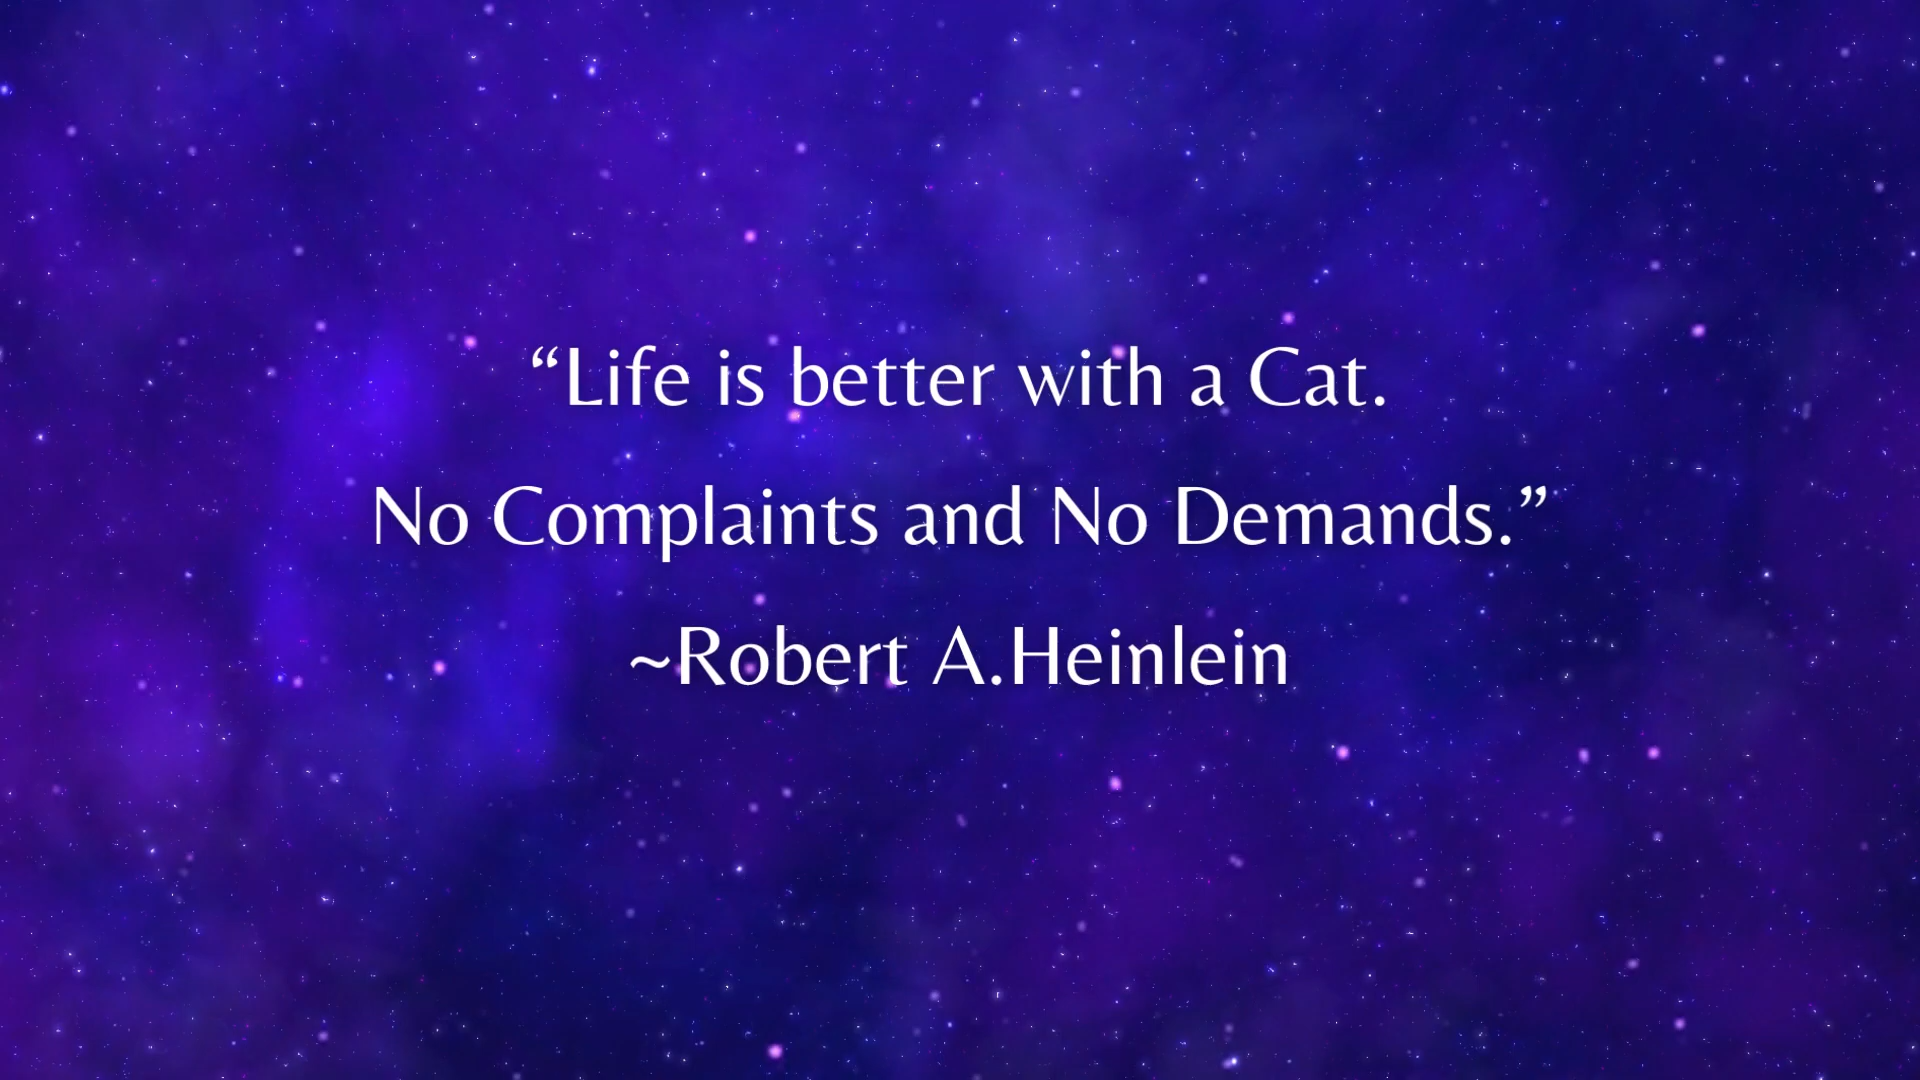 “Life is better with a Cat.
No Complaints and No Demands.”
~Robert A.Heinlein